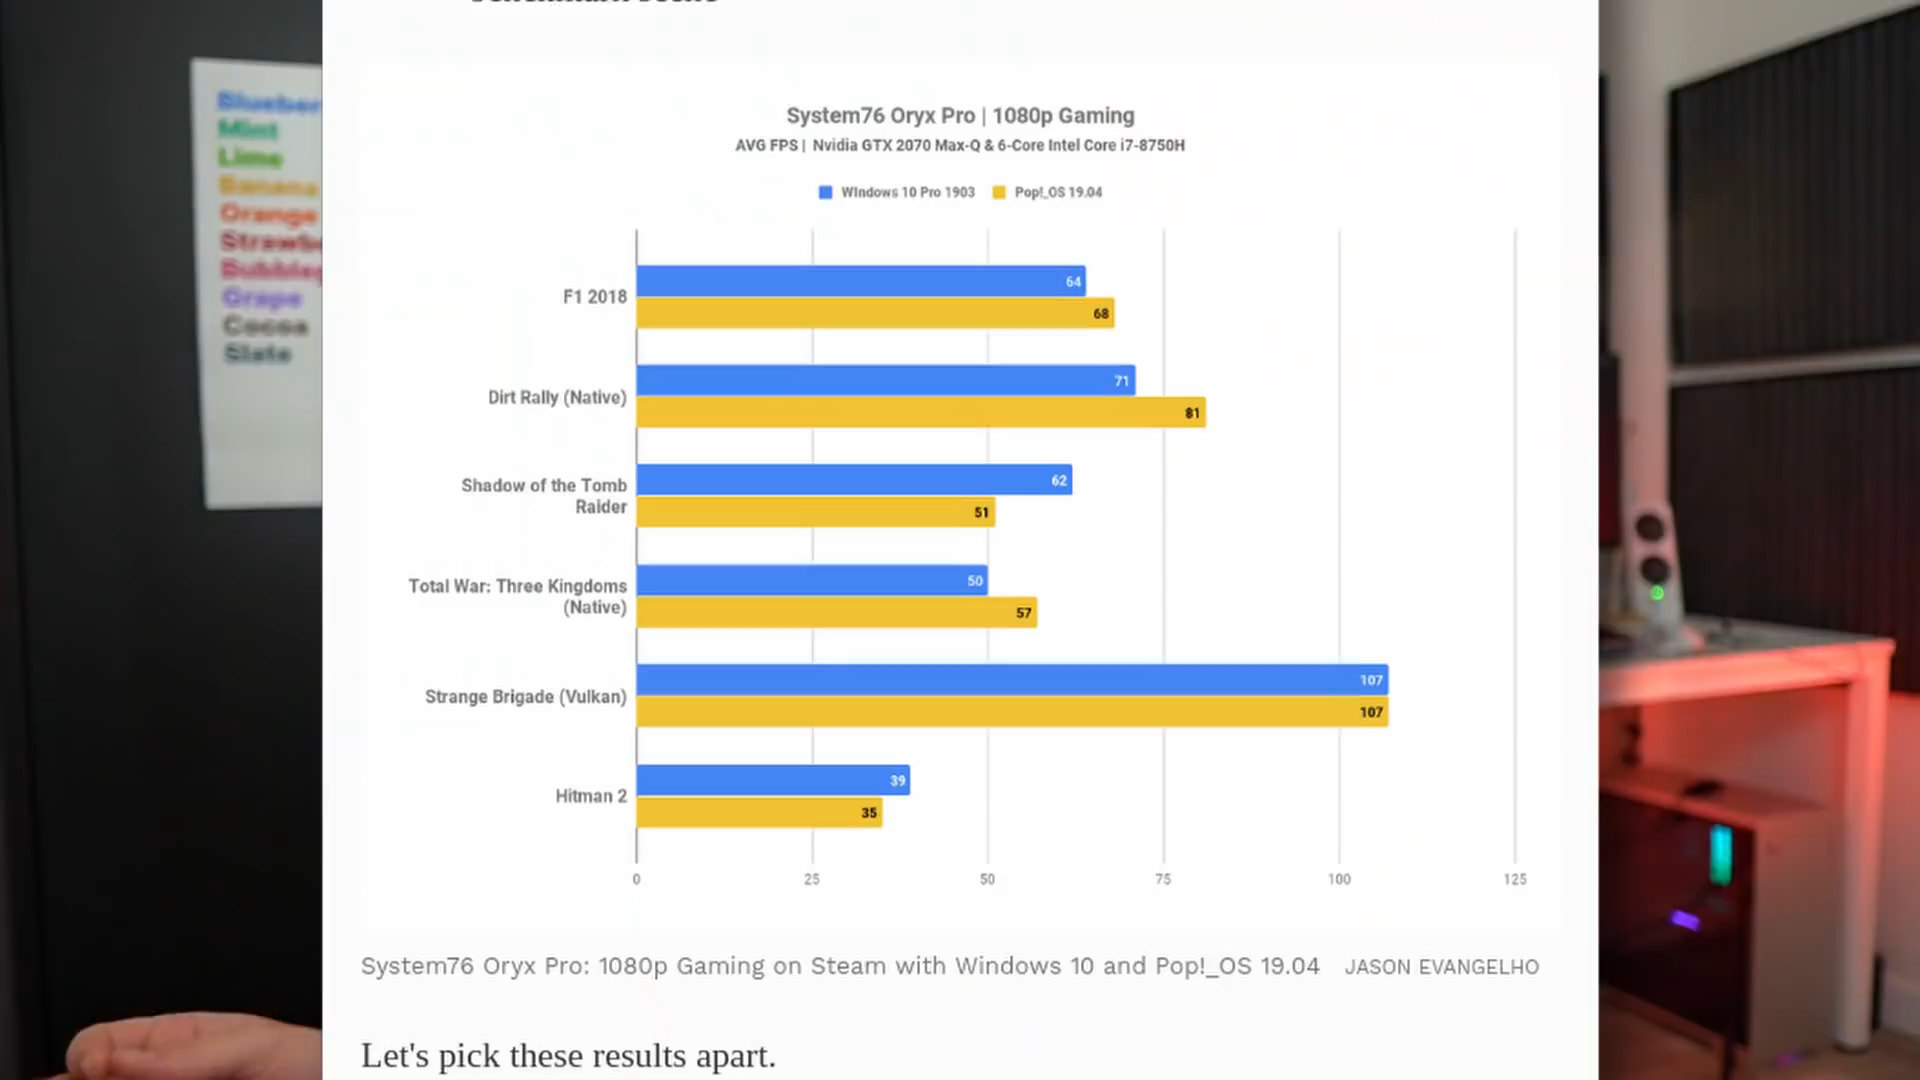 System76 Oryx Pro | 1080p Gaming
AVG FPS | Nvidia GTX 2070 Max-Q & 6-Core Intel Core i7-8750H
WIndows 10 Pro 1903
Pop!_OS 19.04
F1 2018
64
68
Dirt Rally (Native)
71
81
Shadow of the Tomb
Raider
62
51
Total War: Three Kingdoms
(Native)
50
57
Strange Brigade (Vulkan)
107
107
Hitman 2
39
35
0 25 50 75 100 125
System76 Oryx Pro: 1080p Gaming on Steam with Windows 10 and Pop!_OS 19.04 JASON EVANGELHO
Let's pick these results apart.
Blueber
Mint
Lime
Banana
Orange
Strawb
Bubbleg
Grape
Cocoa
Slate